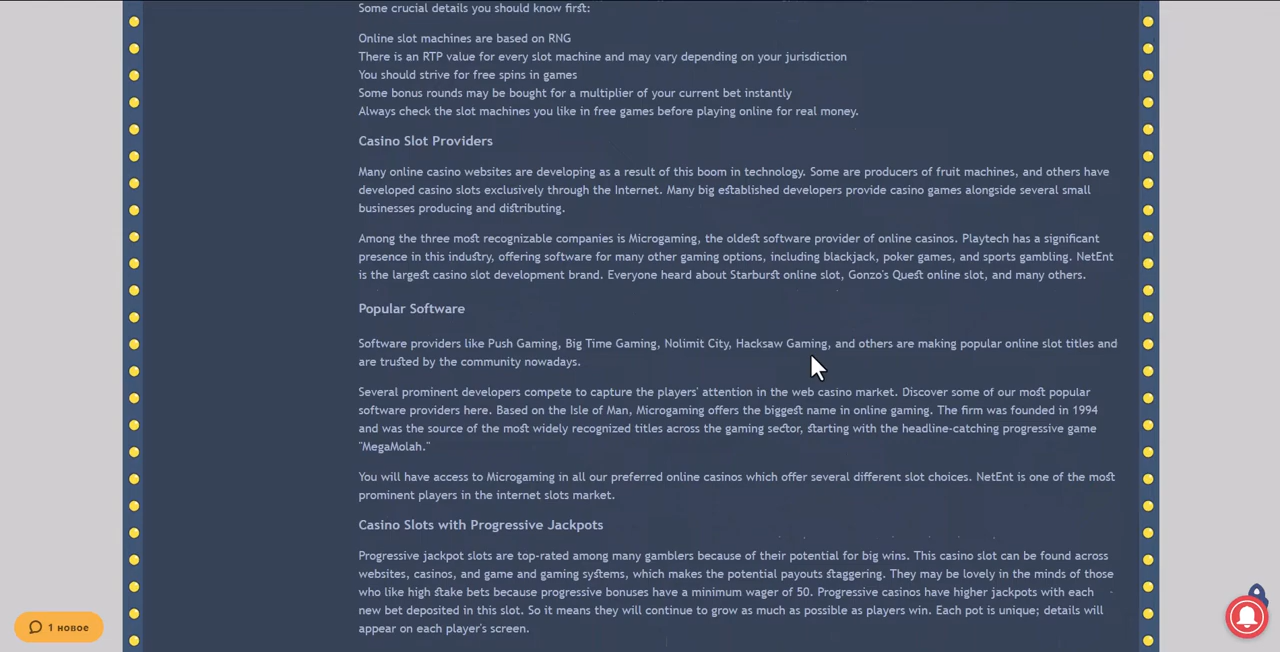 Some crucial details you should know first:
Online slot machines are based on RNG
There is an RTP value for every slot machine and may vary depending on your jurisdiction
You should strive for free spins in games
Some bonus rounds may be bought for a multiplier of your current bet instantly
Always check the slot machines you like in free games before playing online for real money.
Casino Slot Providers
Many online casino websites are developing as a result of this boom in technology. Some are producers of fruit machines, and others have
developed casino slots exclusively through the Internet. Many big established developers provide casino games alongside several small
businesses producing and distributing.
Among the three most recognizable companies is Microgaming, the oldest software provider of online casinos. Playtech has a significant
presence in this industry, offering software for many other gaming options, including blackjack, poker games, and sports gambling. NetEnt
is the largest casino slot development brand. Everyone heard about Starburst online slot, Gonzo's Quest online slot, and many others.
Popular Software
Software providers like Push Gaming, Big Time Gaming, Nolimit City, Hacksaw Gaming, and others are making popular online slot titles and
are trusted by the community nowadays.
Several prominent developers compete to capture the players' attention in the web casino market. Discover some of our most popular
software providers here. Based on the Isle of Man, Microgaming offers the biggest name in online gaming. The firm was founded in 1994
and was the source of the most widely recognized titles across the gaming sector, starting with the headline-catching progressive game
"MegaMolah."
You will have access to Microgaming in all our preferred online casinos which offer several different slot choices. NetEnt is one of the most
prominent players in the internet slots market.
Casino Slots with Progressive Jackpots
Progressive jackpot slots are top-rated among many gamblers because of their potential for big wins. This casino slot can be found across
websites, casinos, and game and gaming systems, which makes the potential payouts staggering. They may be lovely in the minds of those
who like high stake bets because progressive bonuses have a minimum wager of 50. Progressive casinos have higher jackpots with each
new bet deposited in this slot. So it means they will continue to grow as much as possible as players win. Each pot is unique; details will
appear on each player's screen.
1 новое